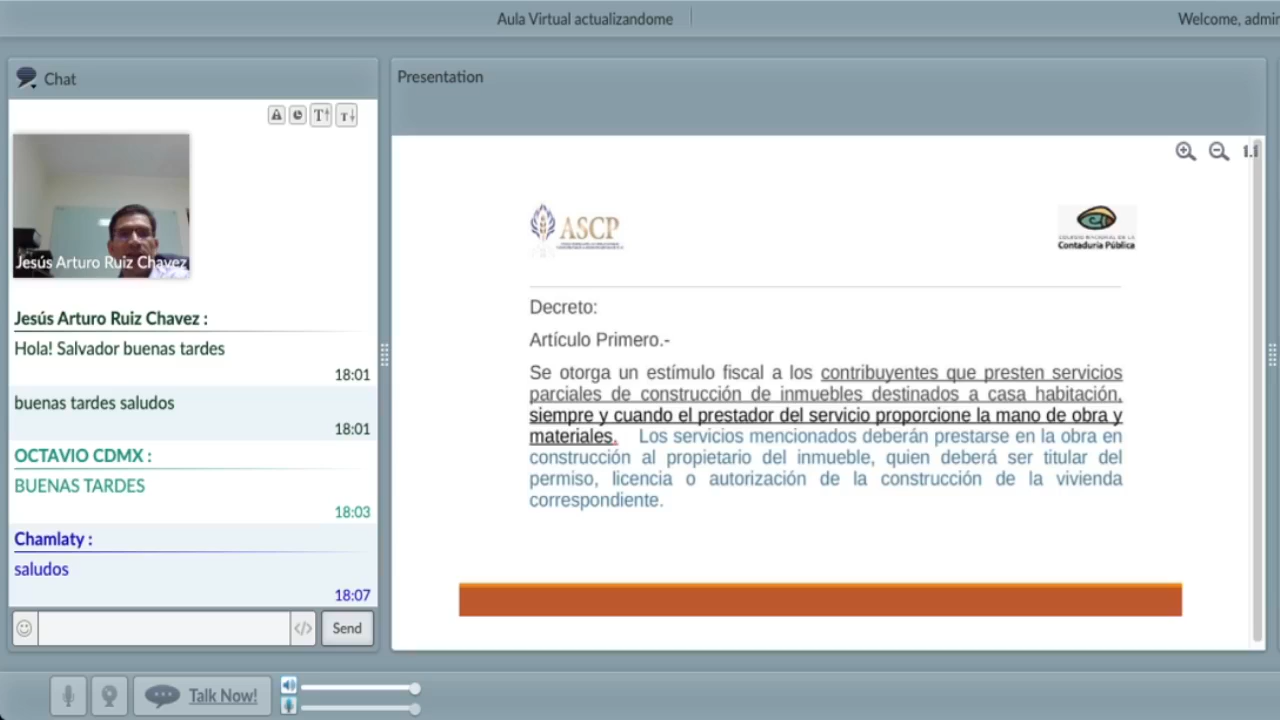 Aula Virtual actualizandome
Welcome, admin
Chat
Presentation
Jesús Arturo Ruiz Chavez
Jesús Arturo Ruiz Chavez :
Hola! Salvador buenas tardes
18:01
buenas tardes saludos
18:01
OCTAVIO CDMX :
BUENAS TARDES
18:03
Chamlaty :
saludos
18:07
Send
Talk Now!
1:1
ASCP
Contaduría Pública
Decreto:
Artículo Primero.-
Se otorga un estímulo fiscal a los contribuyentes que presten servicios
parciales de construcción de inmuebles destinados a casa habitación,
siempre y cuando el prestador del servicio proporcione la mano de obra y
materiales. Los servicios mencionados deberán prestarse en la obra en
construcción al propietario del inmueble, quien deberá ser titular del
permiso, licencia o autorización de la construcción de la vivienda
correspondiente.